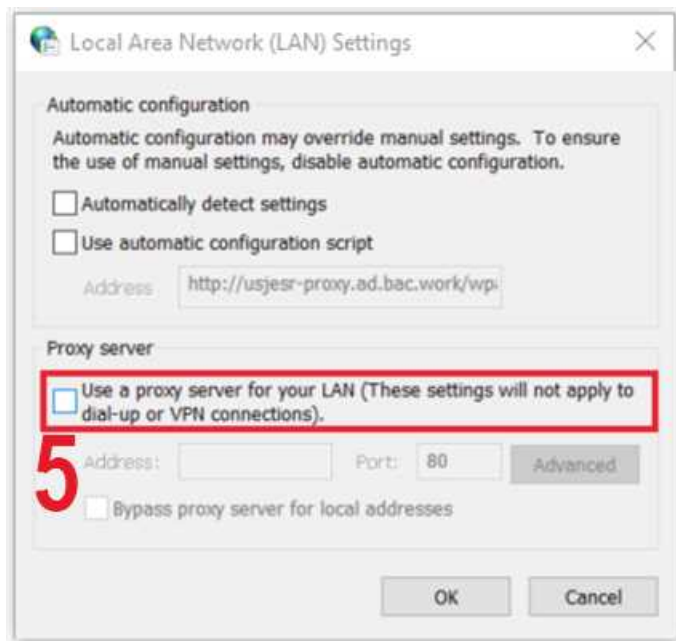 Local Area Network (LAN) Settings
Automatic configuration
Automatic configuration may override manual settings. To ensure
the use of manual settings, disable automatic configuration.
Automatically detect settings
Use automatic configuration script
Address http://usjesr-proxy.ad.bac.work/wp
Proxy server
Use a proxy server for your LAN (These settings will not apply to
dial-up or VPN connections).
5
Address: Port: 80 Advanced
Bypass proxy server for local addresses
OK Cancel